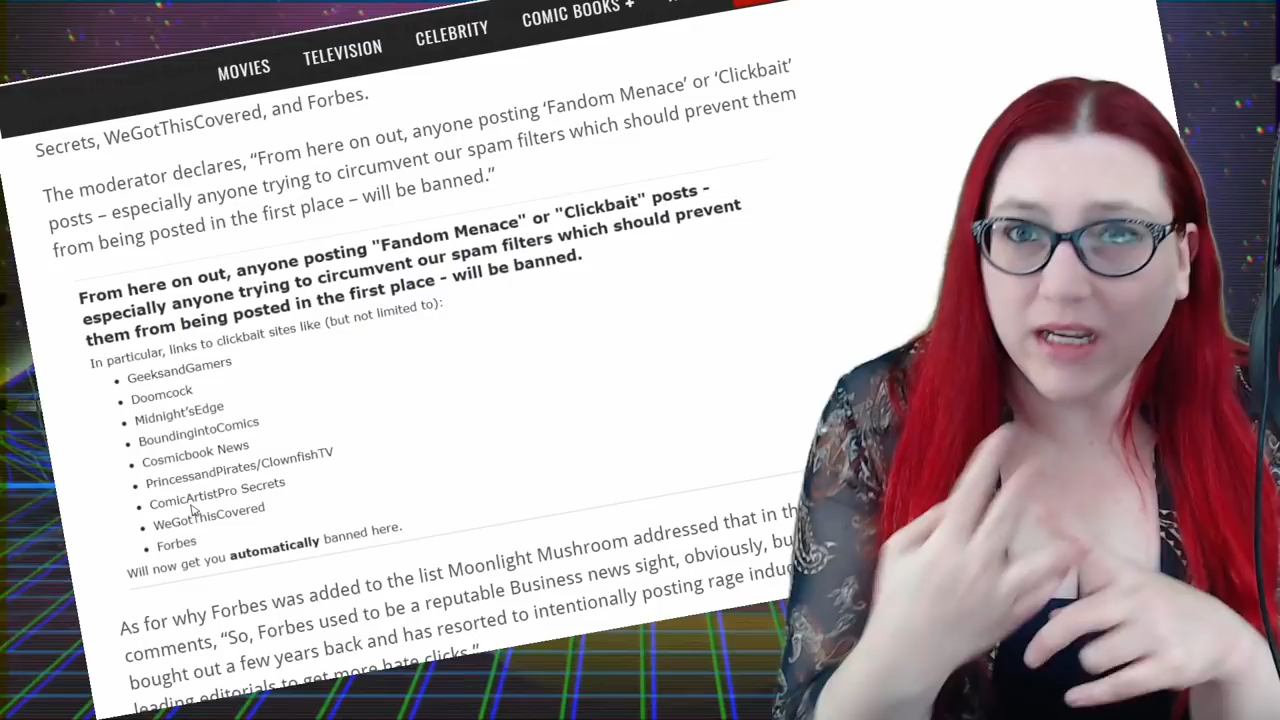 MOVIES TELEVISION CELEBRITY COMIC BOOKS +
Secrets, WeGotThisCovered, and Forbes.
The moderator declares, “From here on out, anyone posting ‘Fandom Menace’ or ‘Clickbait’
posts – especially anyone trying to circumvent our spam filters which should prevent them
from being posted in the first place – will be banned.”
From here on out, anyone posting "Fandom Menace" or "Clickbait" posts -
especially anyone trying to circumvent our spam filters which should prevent
them from being posted in the first place - will be banned.
In particular, links to clickbait sites like (but not limited to):
• GeeksandGamers
• Doomcock
• Midnight'sEdge
• BoundingIntoComics
• Cosmicbook News
• PrincessandPirates/ClownfishTV
• ComicArtistPro Secrets
• WeGotThisCovered
• Forbes
Will now get you automatically banned here.
As for why Forbes was added to the list Moonlight Mushroom addressed that in
comments, “So, Forbes used to be a reputable Business news sight, obviously,
bought out a few years back and has resorted to intentionally posting rage
leading editorials to get more hate clicks.”